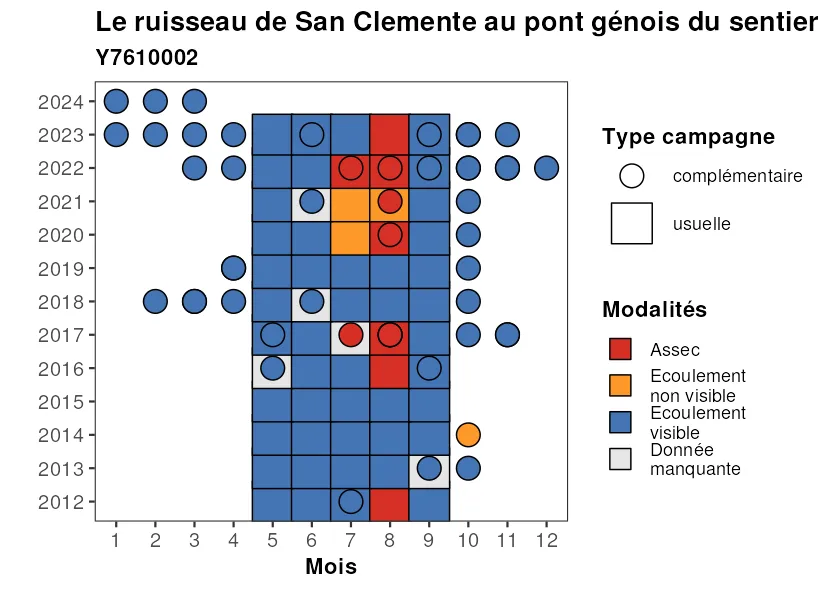 Le ruisseau de San Clemente au pont génois du sentier
Y7610002
2024
2023
2022
2021
2020
2019
2018
2017
2016
2015
2014
2013
2012
1 2 3 4 5 6 7 8 9 10 11 12
Mois
Type campagne
complémentaire
usuelle
Modalités
Assec
Ecoulement
non visible
Ecoulement
visible
Donnée
manquante